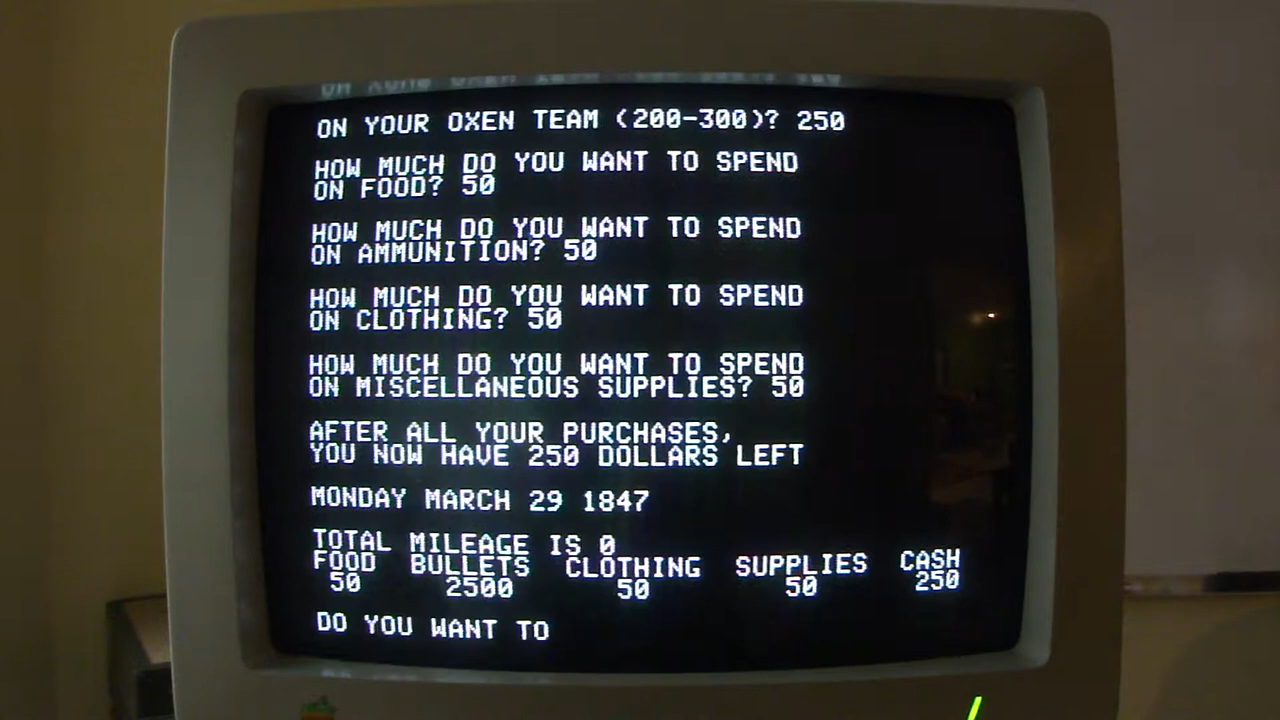 ON YOUR OXEN TEAM (200-300)? 250
HOW MUCH DO YOU WANT TO SPEND
ON FOOD? 50
HOW MUCH DO YOU WANT TO SPEND
ON AMMUNITION? 50
HOW MUCH DO YOU WANT TO SPEND
ON CLOTHING? 50
HOW MUCH DO YOU WANT TO SPEND
ON MISCELLANEOUS SUPPLIES? 50
AFTER ALL YOUR PURCHASES,
YOU NOW HAVE 250 DOLLARS LEFT
MONDAY MARCH 29 1847
TOTAL MILEAGE IS 0
FOOD BULLETS CLOTHING SUPPLIES CASH
50 2500 50 50 250
DO YOU WANT TO